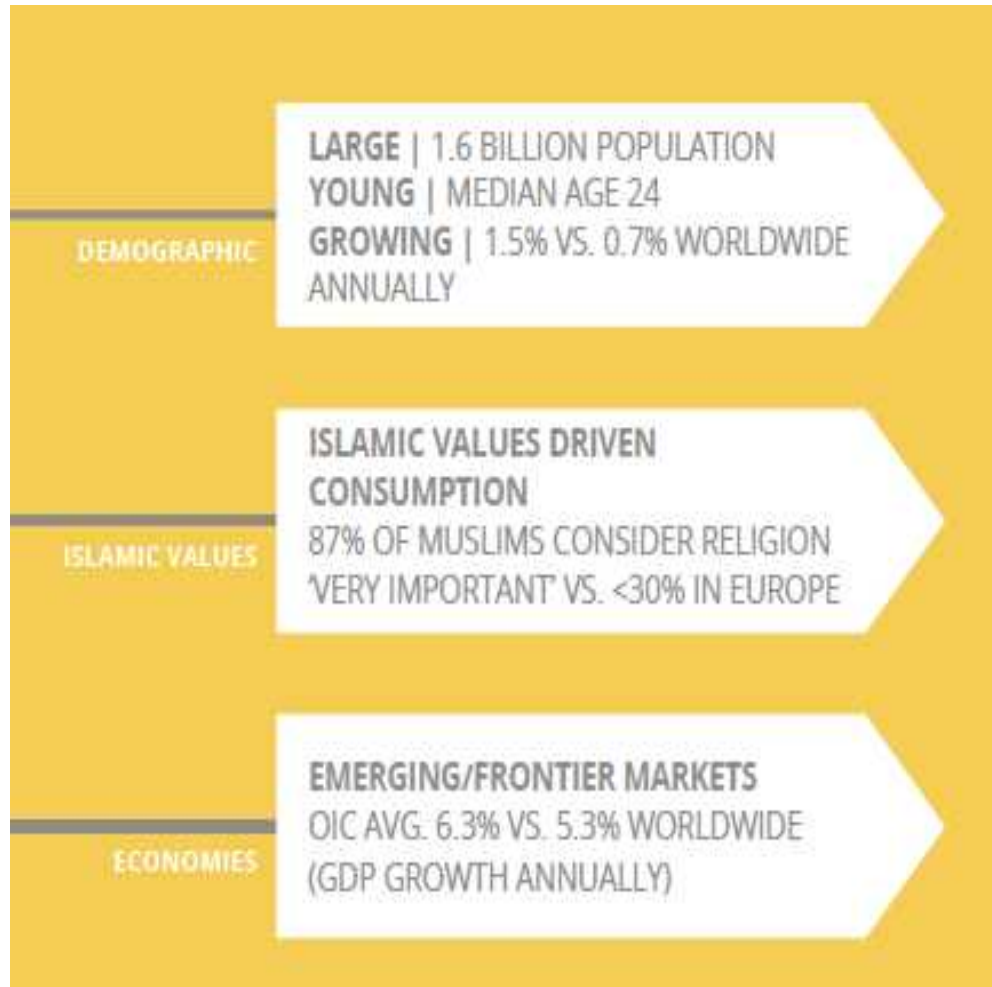 LARGE | 1.6 BILLION POPULATION
YOUNG | MEDIAN AGE 24
GROWING | 1.5% VS. 0.7% WORLDWIDE
ANNUALLY
DEMOGRAPHIC
ISLAMIC VALUES DRIVEN
CONSUMPTION
87% OF MUSLIMS CONSIDER RELIGION
'VERY IMPORTANT' VS. <30% IN EUROPE
ISLAMIC VALUES
EMERGING/FRONTIER MARKETS
OIC AVG. 6.3% VS. 5.3% WORLDWIDE
(GDP GROWTH ANNUALLY)
ECONOMIES